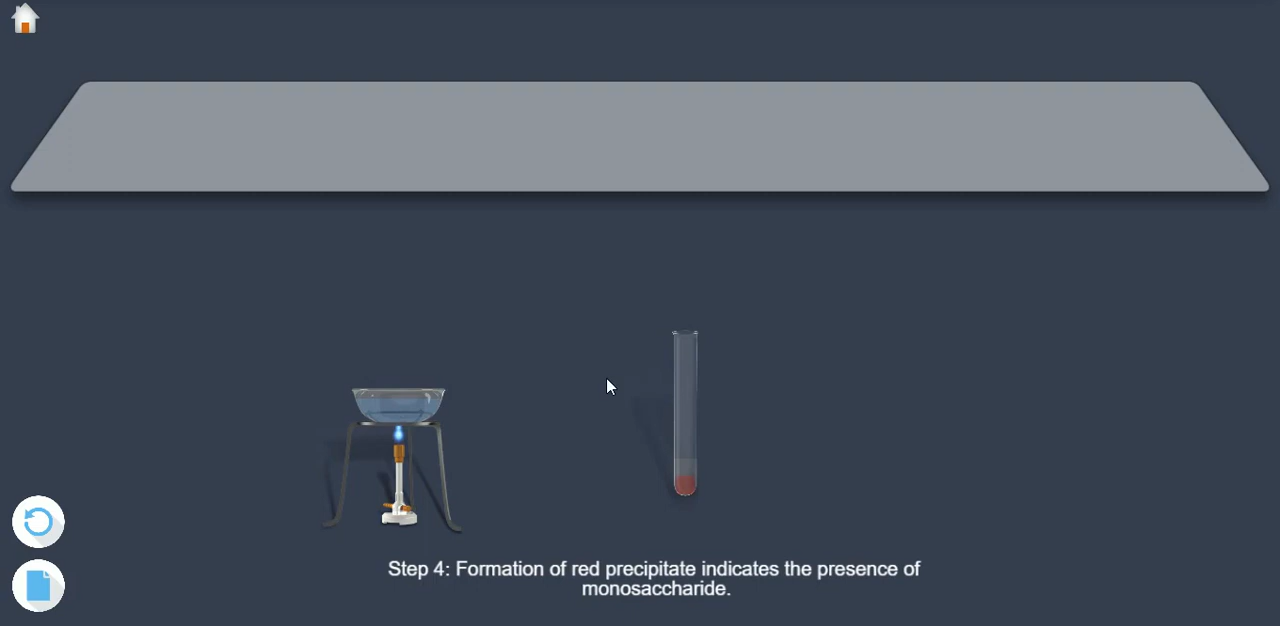 Step 4: Formation of red precipitate indicates the presence of
monosaccharide.